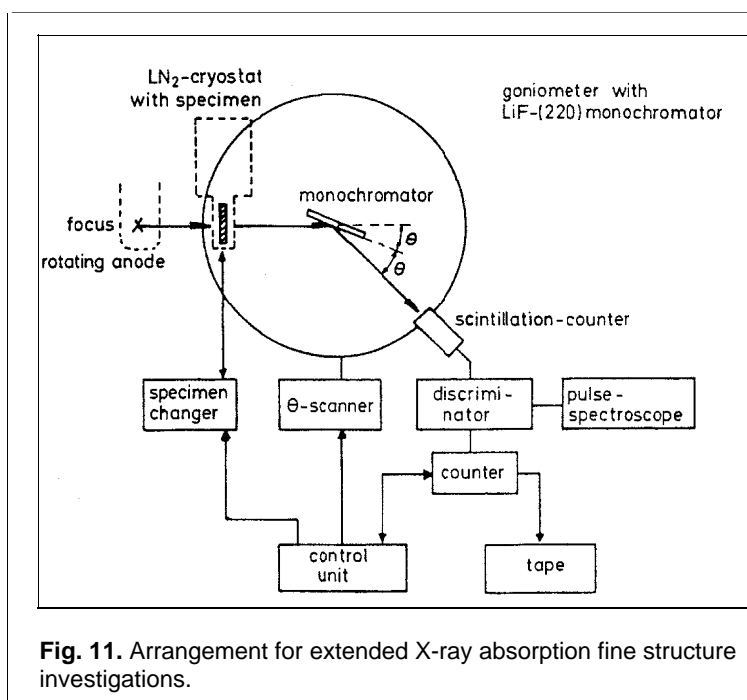 LN₂-cryostat
with specimen
goniometer with
LiF-(220) monochromator
monochromator
focus
rotating anode
θ
θ
scintillation-counter
specimen
changer
θ-scanner
discrimi-
nator
pulse-
spectroscope
counter
control
unit
tape
Fig. 11. Arrangement for extended X-ray absorption fine structure
investigations.